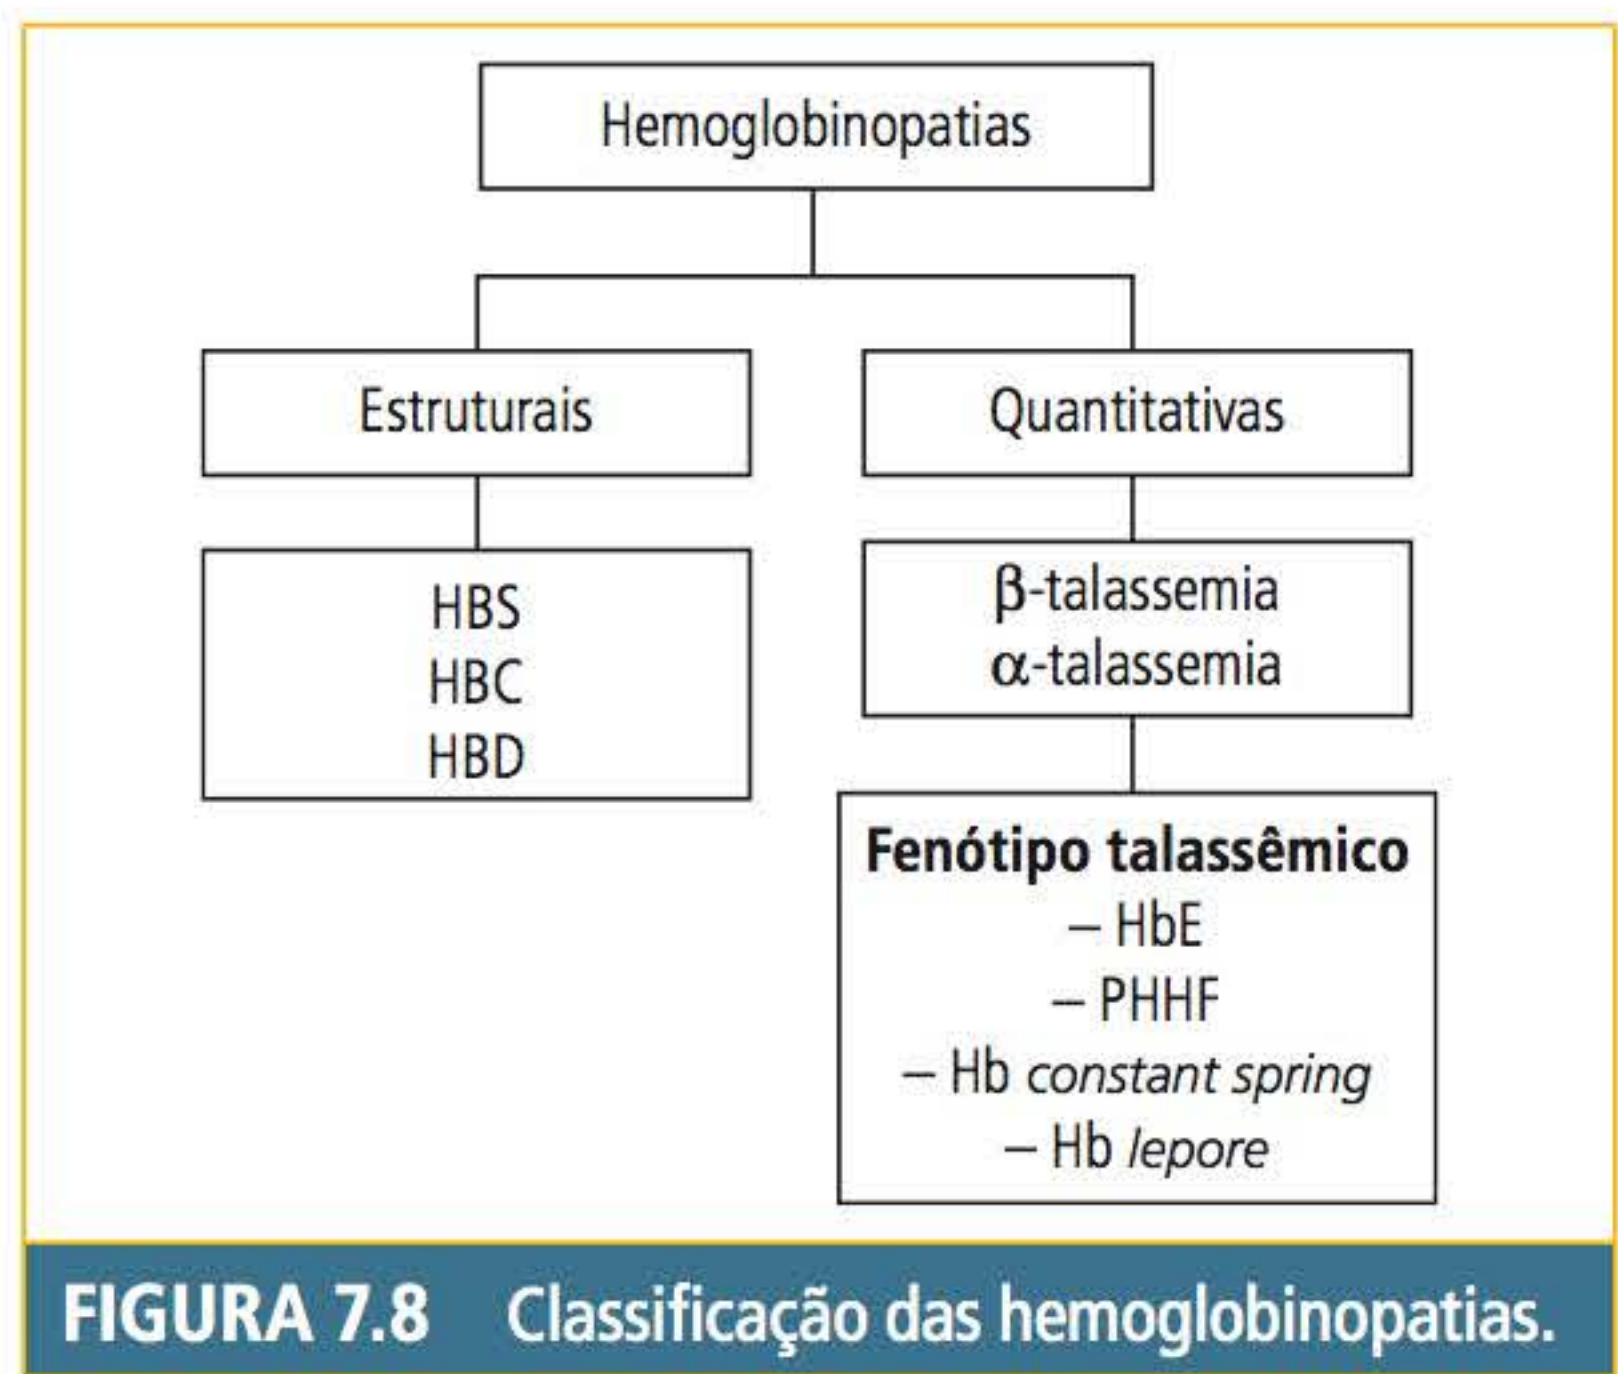 Hemoglobinopatias
Estruturais
Quantitativas
HBS
HBC
HBD
β-talassemia
α-talassemia
Fenótipo talassêmico
– HbE
– PHHF
– Hb constant spring
– Hb lepore
FIGURA 7.8 Classificação das hemoglobinopatias.